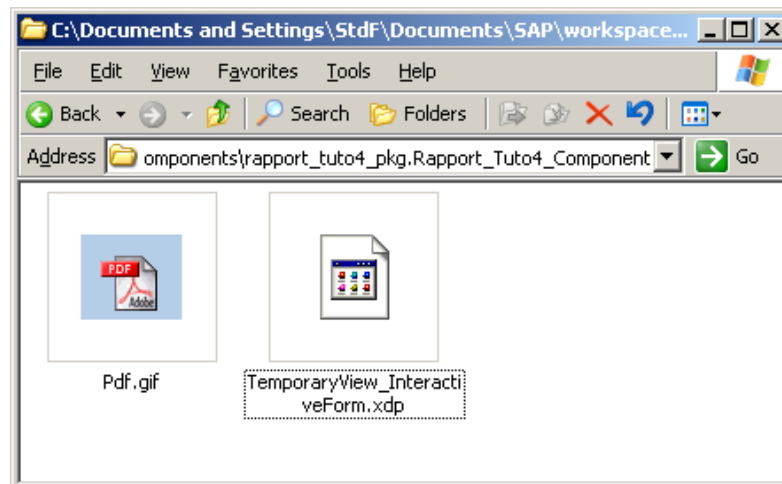 C:\Documents and Settings\StdF\Documents\SAP\workspace...
File Edit View Favorites Tools Help
Back Search Folders
Address omponents\rapport_tuto4_pkg.Rapport_Tuto4_Component Go
PDF
Adobe
Pdf.gif
TemporaryView_Interacti
veForm.xdp